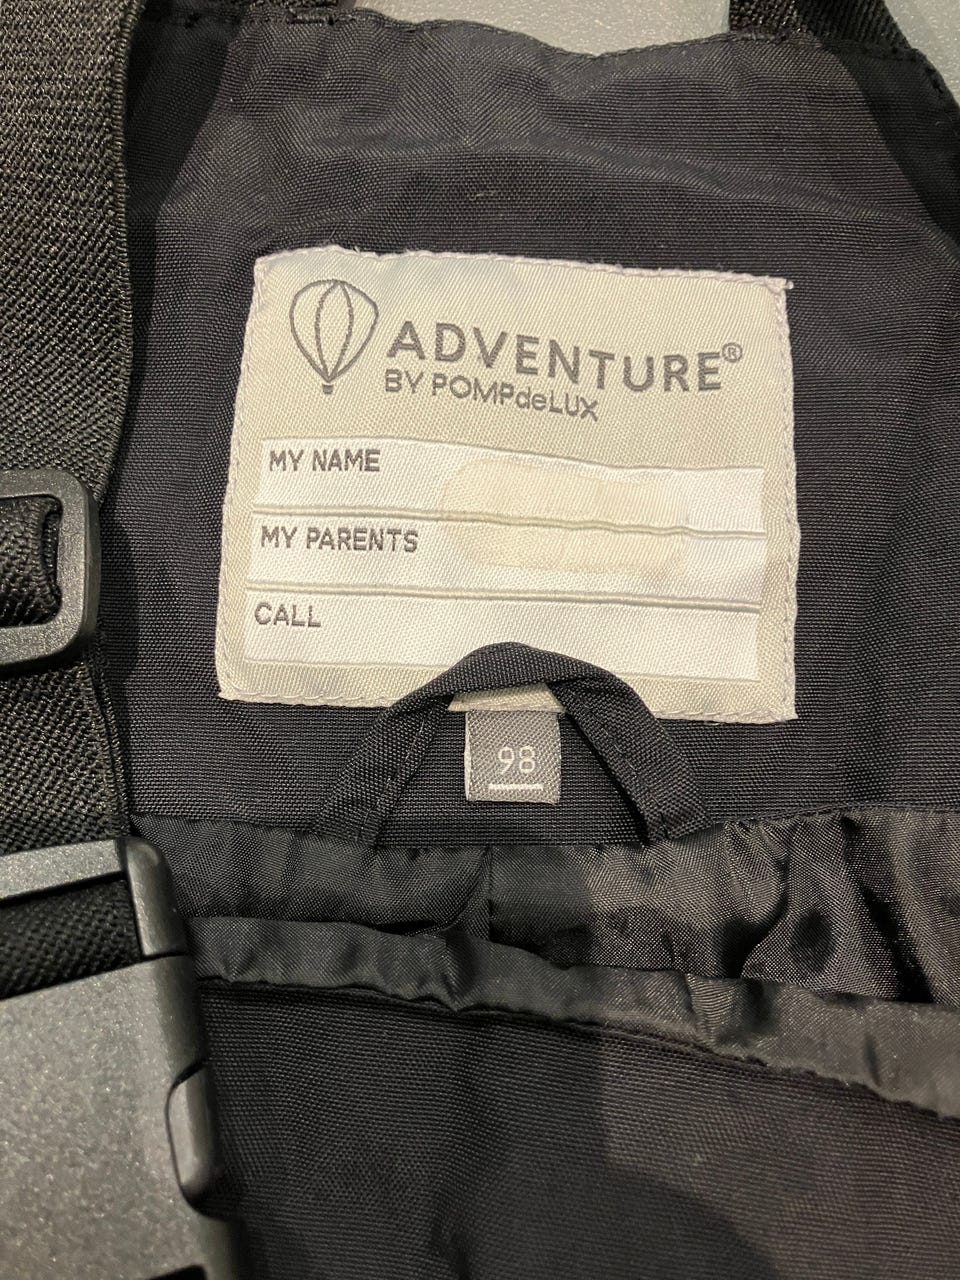 ADVENTURE®
BY POMPdeLUX
MY NAME
MY PARENTS
CALL
98